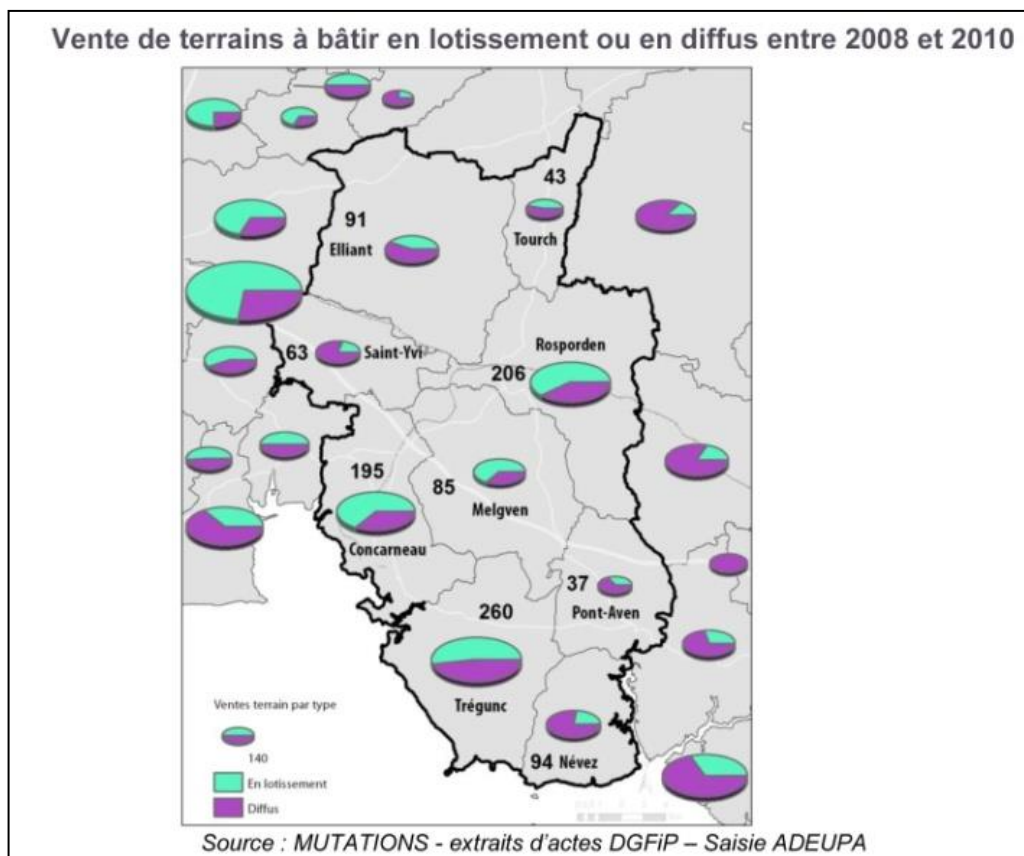 Vente de terrains à bâtir en lotissement ou en diffus entre 2008 et 2010
43
Tourch
91
Elliant
63
Saint-Yvi
Rosporden
206
195
Concarneau
85
Melgven
37
Pont-Aven
260
Trégunc
94 Névez
Ventes terrain par type
140
En lotissement
Diffus
Source : MUTATIONS - extraits d'actes DGFiP – Saisie ADEUPA